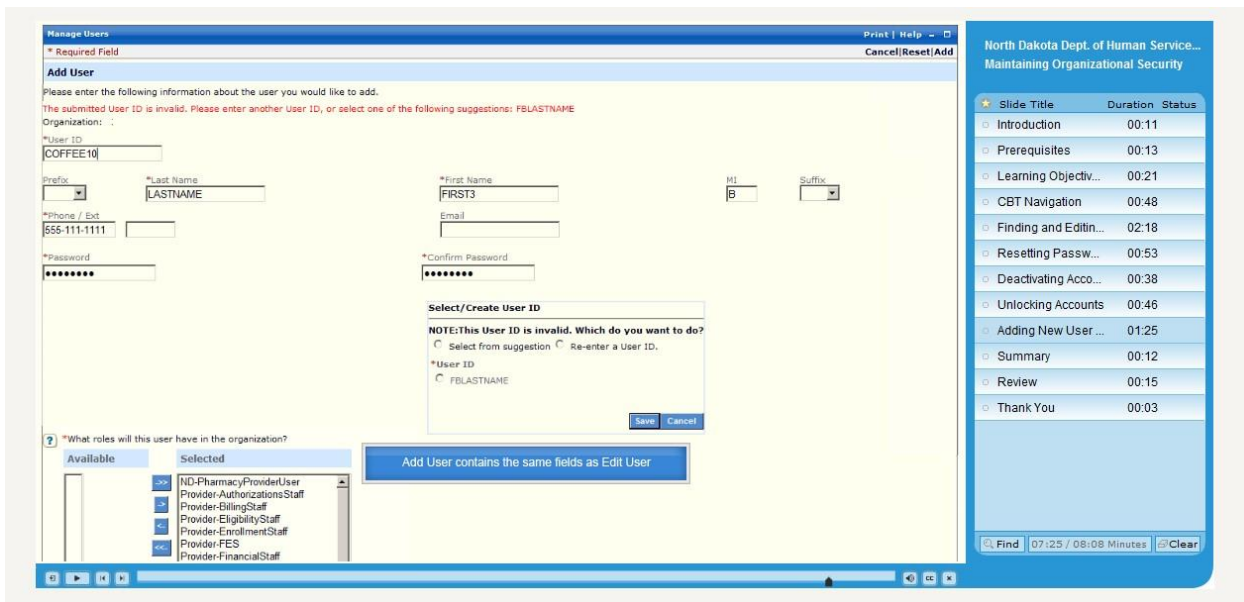 Manage Users
Print | Help
* Required Field
Cancel|Reset|Add
Add User
Please enter the following information about the user you would like to add.
The submitted User ID is invalid. Please enter another User ID, or select one of the following suggestions: FBLASTNAME
Organization: :
*User ID
COFFEE10
Prefix *Last Name *First Name MI Suffix
LASTNAME FIRST3 B
*Phone / Ext Email
555-111-1111
*Password *Confirm Password
•••••••• ••••••••
Select/Create User ID
NOTE:This User ID is invalid. Which do you want to do?
Select from suggestion Re-enter a User ID.
*User ID
FBLASTNAME
Save Cancel
? *What roles will this user have in the organization?
Available Selected
->> ND-PharmacyProviderUser
Provider-AuthorizationsStaff
-> Provider-BillingStaff
Provider-EligibilityStaff
<- Provider-EnrollmentStaff
<<- Provider-FES
Provider-FinancialStaff
Add User contains the same fields as Edit User
North Dakota Dept. of Human Service...
Maintaining Organizational Security
Slide Title Duration Status
Introduction 00:11
Prerequisites 00:13
Learning Objectiv... 00:21
CBT Navigation 00:48
Finding and Editin... 02:18
Resetting Passw... 00:53
Deactivating Acco... 00:38
Unlocking Accounts 00:46
Adding New User ... 01:25
Summary 00:12
Review 00:15
Thank You 00:03
Find 07:25 / 08:08 Minutes Clear
CC